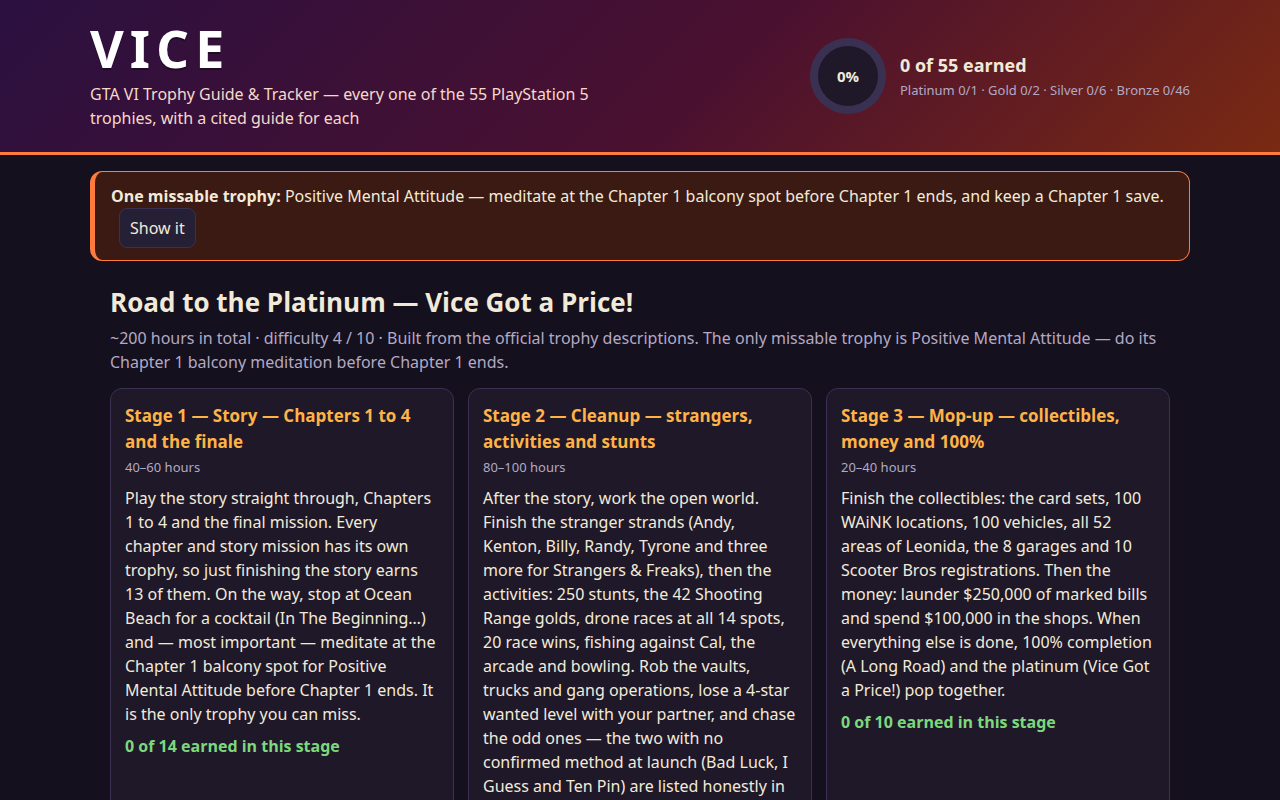 VICE
GTA VI Trophy Guide & Tracker — every one of the 55 PlayStation 5
trophies, with a cited guide for each
0%
0 of 55 earned
Platinum 0/1 · Gold 0/2 · Silver 0/6 · Bronze 0/46
One missable trophy: Positive Mental Attitude — meditate at the Chapter 1 balcony spot before Chapter 1 ends, and keep a Chapter 1 save.
Show it
Road to the Platinum — Vice Got a Price!
~200 hours in total · difficulty 4 / 10 · Built from the official trophy descriptions. The only missable trophy is Positive Mental Attitude — do its
Chapter 1 balcony meditation before Chapter 1 ends.
Stage 1 — Story — Chapters 1 to 4
and the finale
40–60 hours
Play the story straight through, Chapters
1 to 4 and the final mission. Every
chapter and story mission has its own
trophy, so just finishing the story earns
13 of them. On the way, stop at Ocean
Beach for a cocktail (In The Beginning...)
and — most important — meditate at the
Chapter 1 balcony spot for Positive
Mental Attitude before Chapter 1 ends. It
is the only trophy you can miss.
0 of 14 earned in this stage
Stage 2 — Cleanup — strangers,
activities and stunts
80–100 hours
After the story, work the open world.
Finish the stranger strands (Andy,
Kenton, Billy, Randy, Tyrone and three
more for Strangers & Freaks), then the
activities: 250 stunts, the 42 Shooting
Range golds, drone races at all 14 spots,
20 race wins, fishing against Cal, the
arcade and bowling. Rob the vaults,
trucks and gang operations, lose a 4-star
wanted level with your partner, and chase
the odd ones — the two with no
confirmed method at launch (Bad Luck, I
Guess and Ten Pin) are listed honestly in
Stage 3 — Mop-up — collectibles,
money and 100%
20–40 hours
Finish the collectibles: the card sets, 100
WAiNK locations, 100 vehicles, all 52
areas of Leonida, the 8 garages and 10
Scooter Bros registrations. Then the
money: launder $250,000 of marked bills
and spend $100,000 in the shops. When
everything else is done, 100% completion
(A Long Road) and the platinum (Vice Got
a Price!) pop together.
0 of 10 earned in this stage